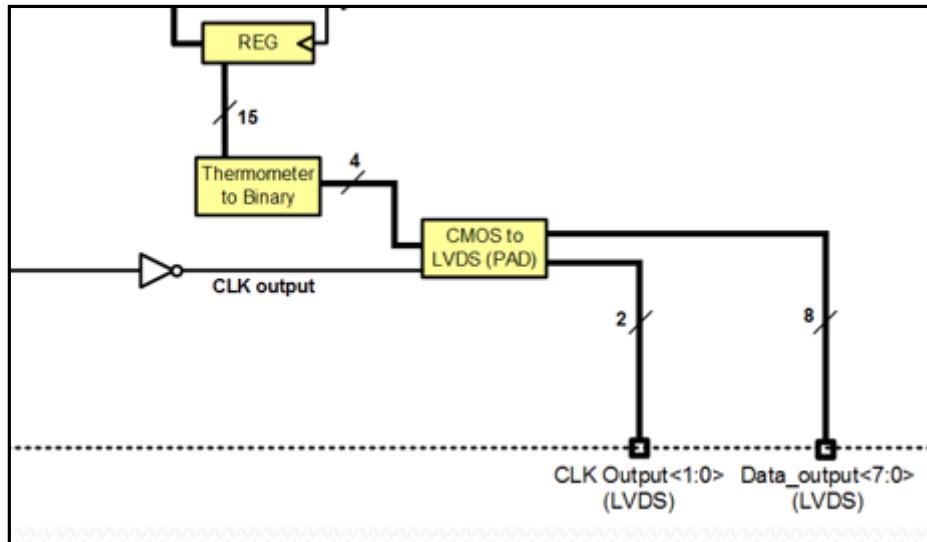 REG
15
Thermometer
to Binary
4
CMOS to
LVDS (PAD)
CLK output
2
8
CLK Output<1:0>
(LVDS)
Data_output<7:0>
(LVDS)